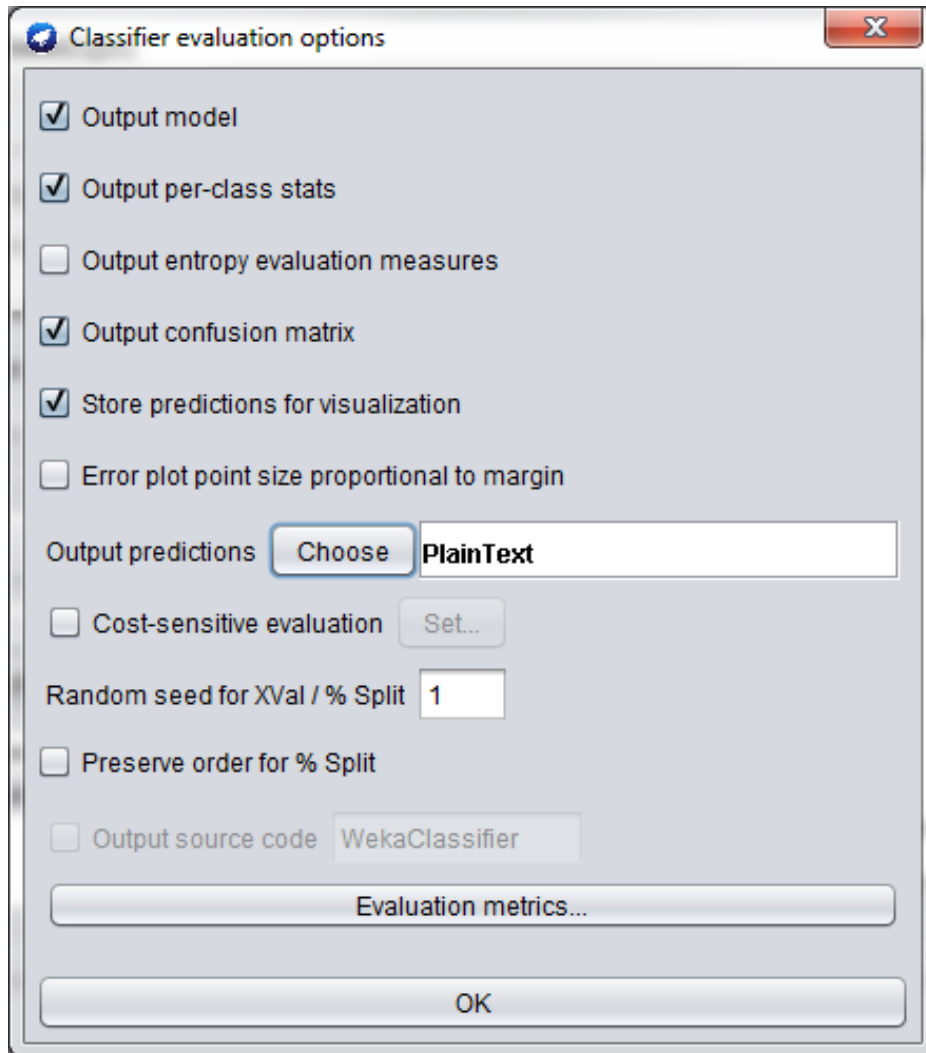 Classifier evaluation options
Output model
Output per-class stats
Output entropy evaluation measures
Output confusion matrix
Store predictions for visualization
Error plot point size proportional to margin
Output predictions Choose PlainText
Cost-sensitive evaluation Set...
Random seed for XVal / % Split 1
Preserve order for % Split
Output source code WekaClassifier
Evaluation metrics...
OK